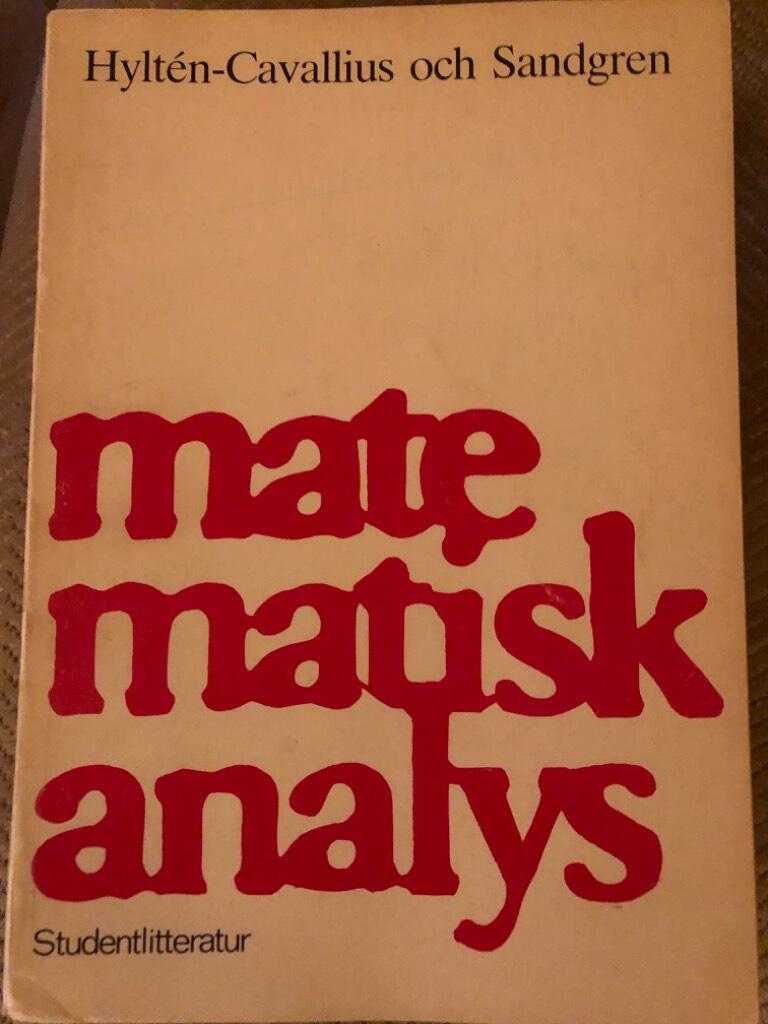 Hyltén-Cavallius och Sandgren
mate
matisk
analys
Studentlitteratur